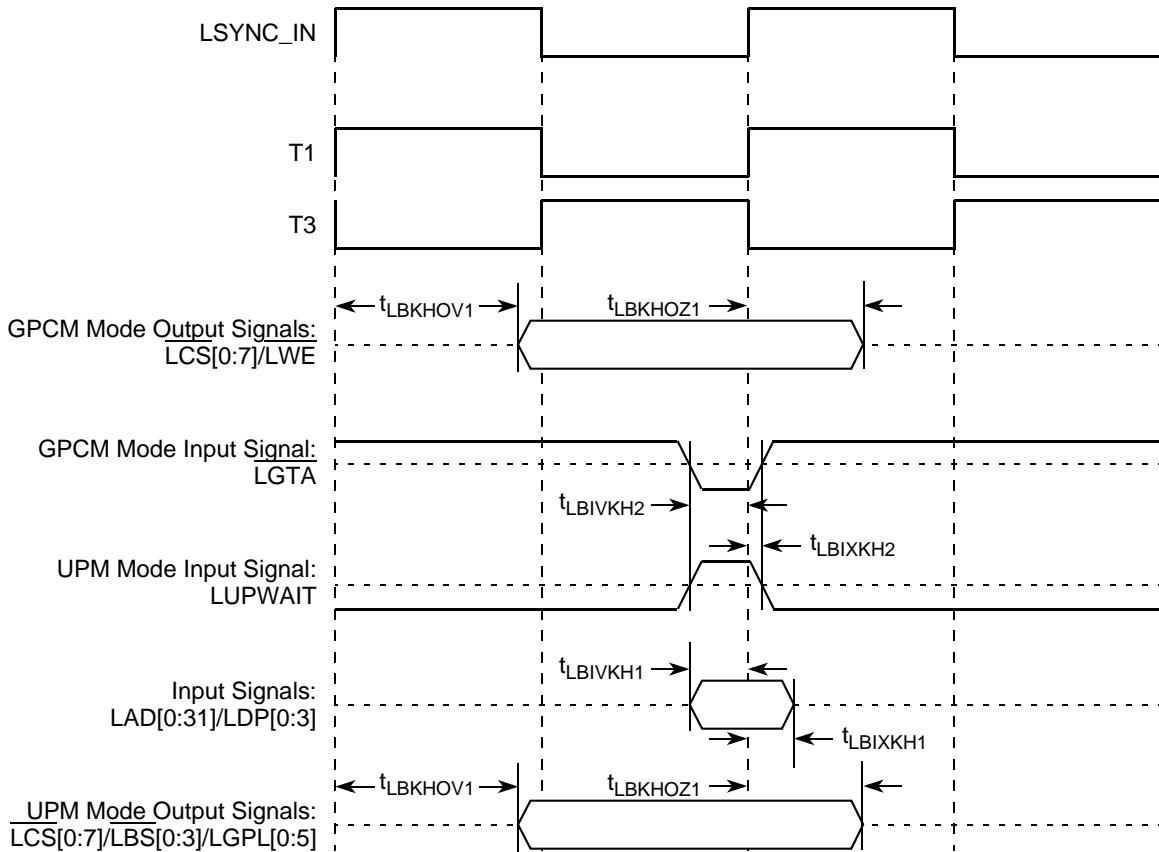 LSYNC_IN
T1
T3
tLBKHOV1
tLBKHOZ1
GPCM Mode Output Signals:
LCS[0:7]/LWE
GPCM Mode Input Signal:
LGTA
tLBIVKH2
tLBIXKH2
UPM Mode Input Signal:
LUPWAIT
tLBIVKH1
Input Signals:
LAD[0:31]/LDP[0:3]
tLBIXKH1
tLBKHOV1
tLBKHOZ1
UPM Mode Output Signals:
LCS[0:7]/LBS[0:3]/LGPL[0:5]